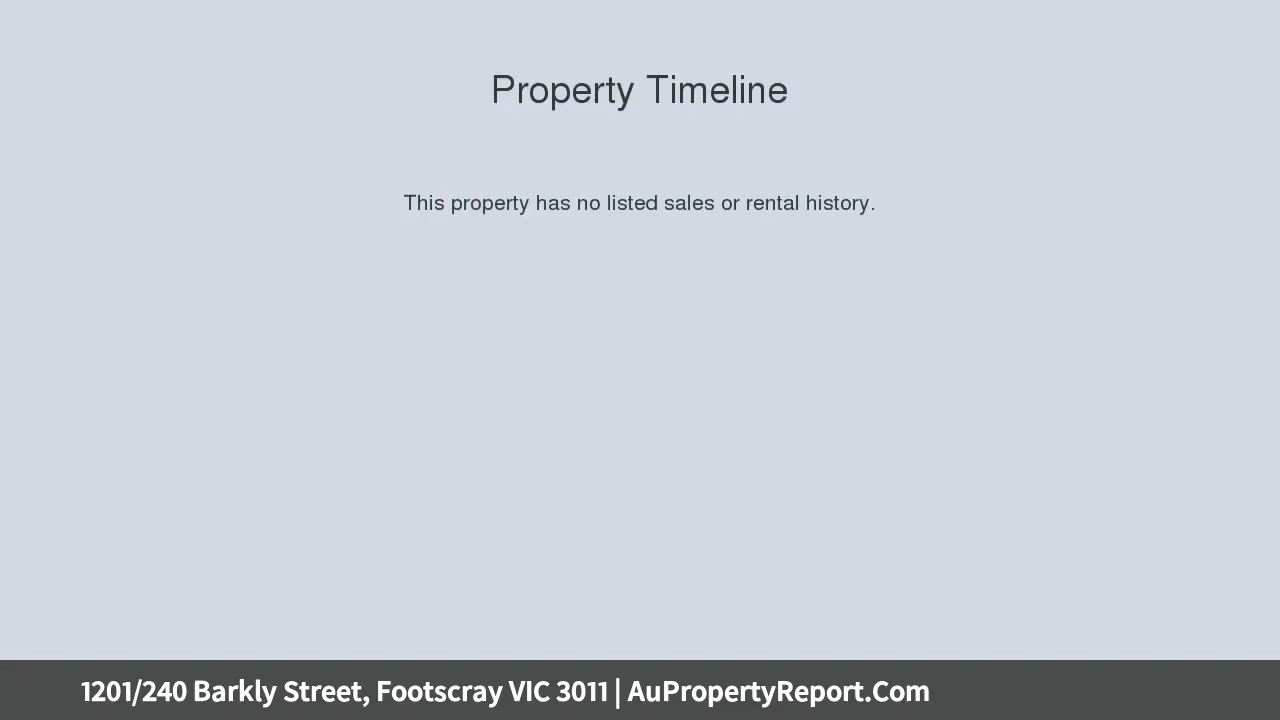 Property Timeline
This property has no listed sales or rental history.
1201/240 Barkly Street, Footscray VIC 3011 | AuPropertyReport.Com